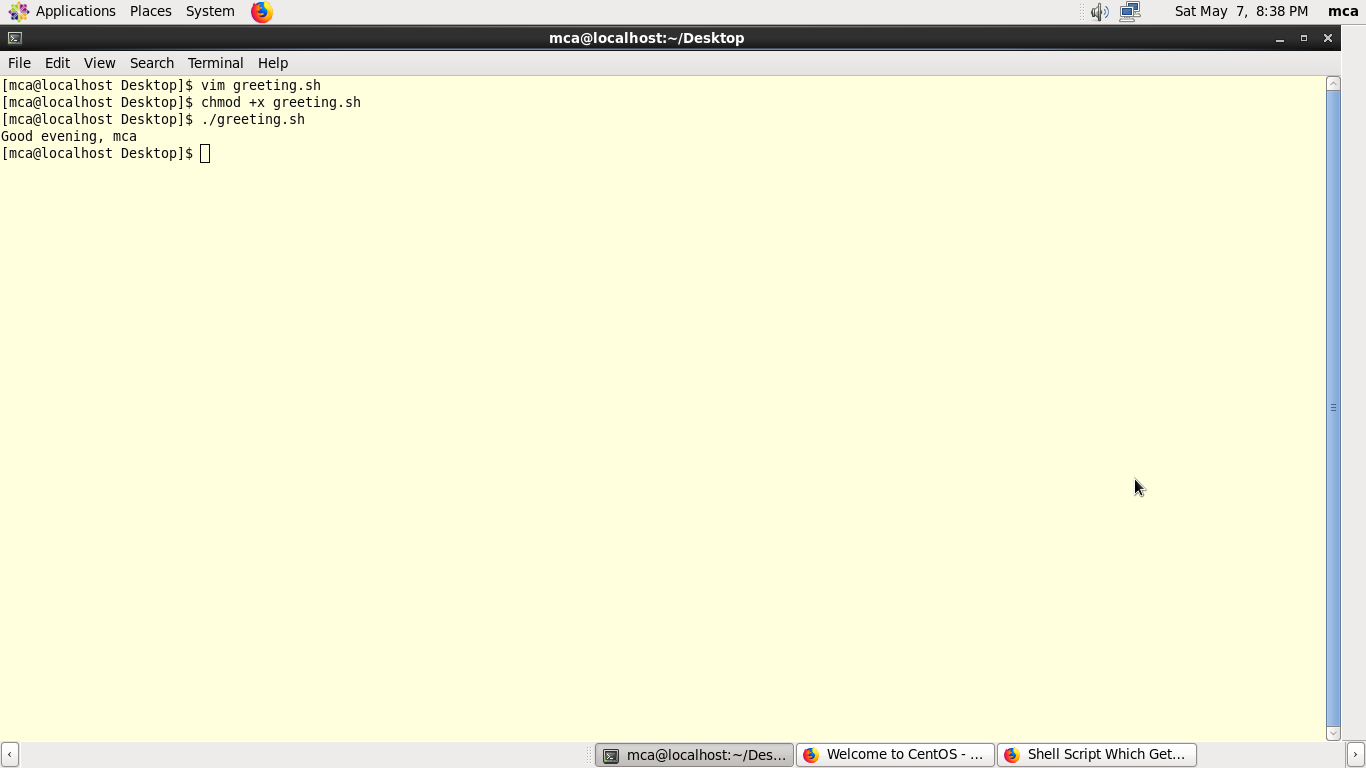 Applications Places System Sat May 7, 8:38 PM mca
mca@localhost:~/Desktop
File Edit View Search Terminal Help
[mca@localhost Desktop]$ vim greeting.sh
[mca@localhost Desktop]$ chmod +x greeting.sh
[mca@localhost Desktop]$ ./greeting.sh
Good evening, mca
[mca@localhost Desktop]$
mca@localhost:~/Des... Welcome to CentOS - ... Shell Script Which Get...